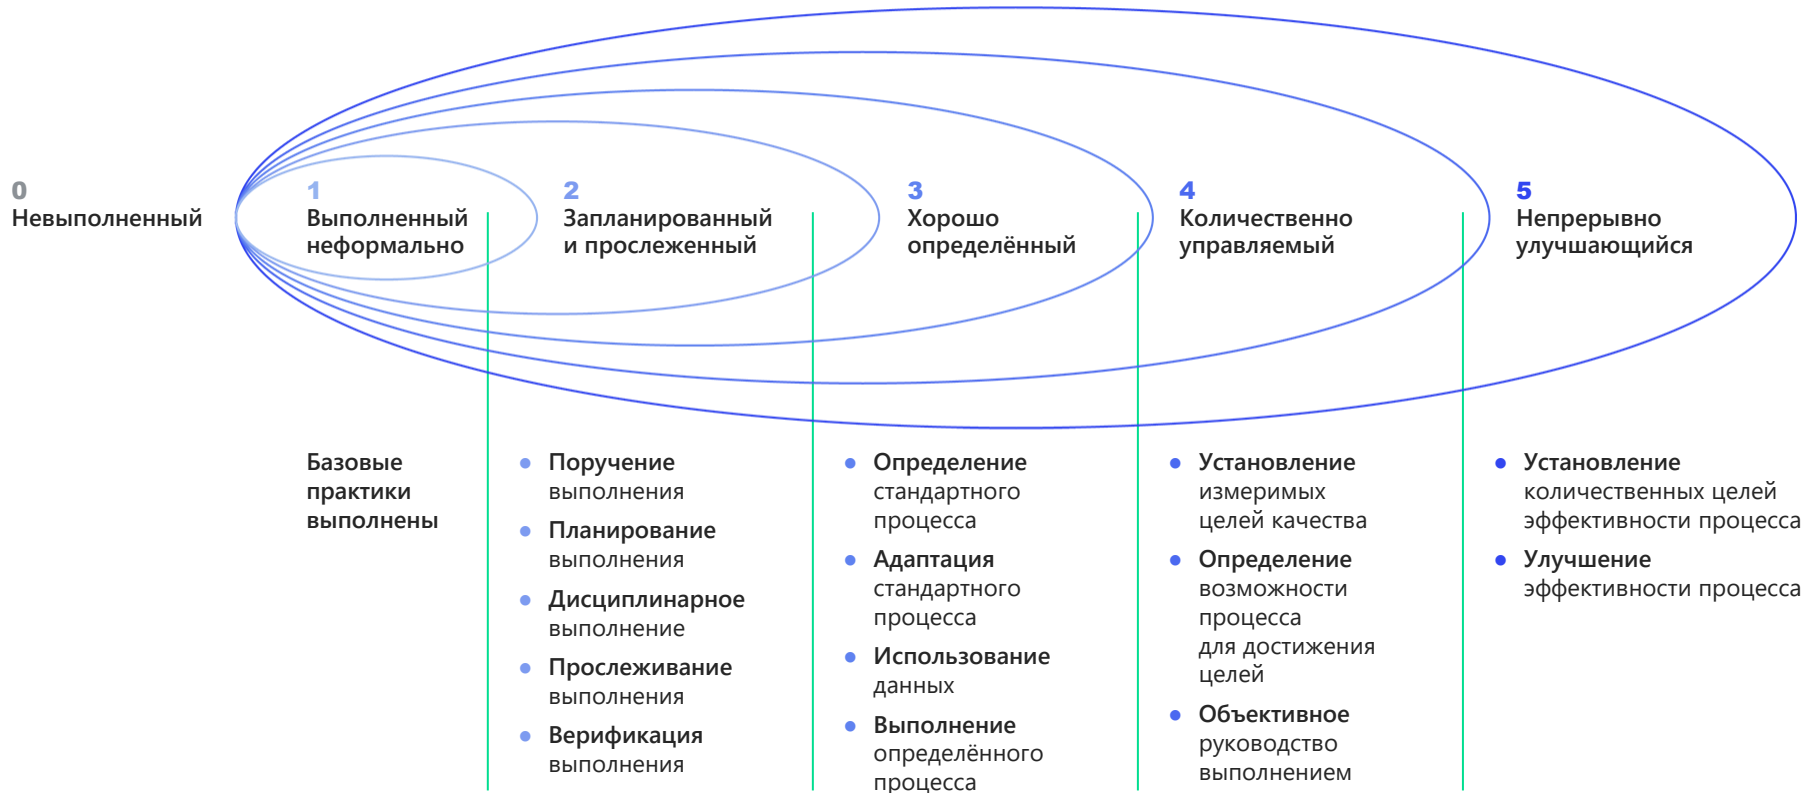 0
Невыполненный
1
Выполненный
неформально
2
Запланированный
и прослеженный
3
Хорошо
определённый
4
Количественно
управляемый
5
Непрерывно
улучшающийся
Базовые
практики
выполнены
Поручение
выполнения
Планирование
выполнения
Дисциплинарное
выполнение
Прослеживание
выполнения
Верификация
выполнения
Определение
стандартного
процесса
Адаптация
стандартного
процесса
Использование
данных
Выполнение
определённого
процесса
Установление
измеримых
целей качества
Определение
возможности
процесса
для достижения
целей
Объективное
руководство
выполнением
Установление
количественных целей
эффективности процесса
Улучшение
эффективности процесса